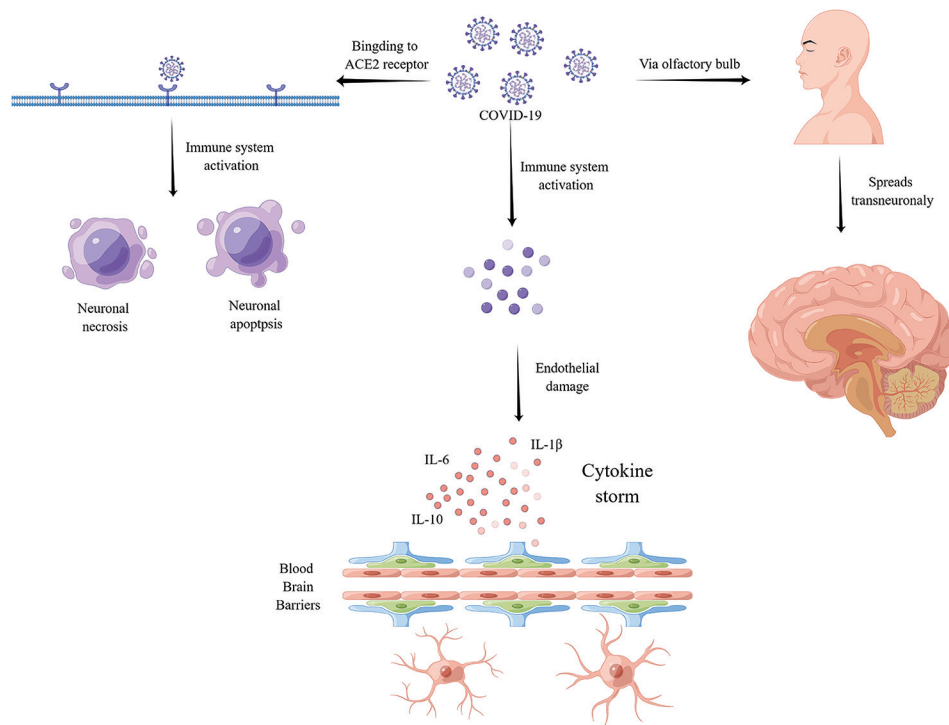 Bingding to
ACE2 receptor
COVID-19
Via olfactory bulb
Immune system
activation
Immune system
activation
Spreads
transneuronaly
Neuronal
necrosis
Neuronal
apoptpsis
Endothelial
damage
IL-1β
IL-6
IL-10
Cytokine
storm
Blood
Brain
Barriers